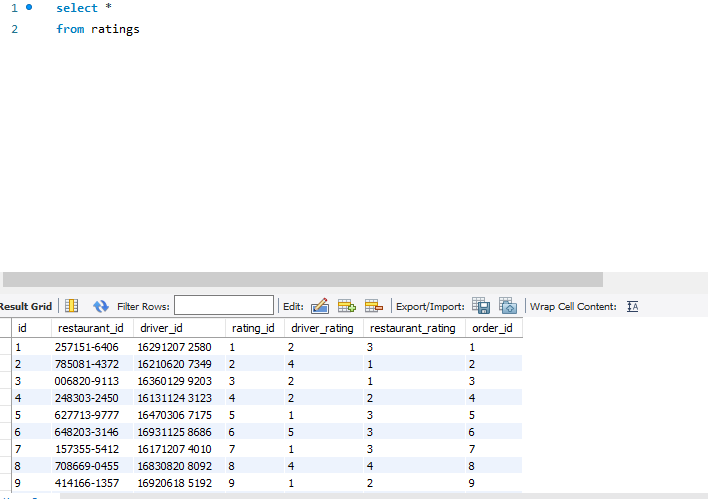 1 select *
2 from ratings
Result Grid Filter Rows: Edit: Export/Import: Wrap Cell Content:
id restaurant_id driver_id rating_id driver_rating restaurant_rating order_id
1 257151-6406 16291207 2580 1 2 3 1
2 785081-4372 16210620 7349 2 4 1 2
3 006820-9113 16360129 9203 3 2 1 3
4 248303-2450 16131124 3123 4 2 2 4
5 627713-9777 16470306 7175 5 1 3 5
6 648203-3146 16931125 8686 6 5 3 6
7 157355-5412 16171207 4010 7 1 3 7
8 708669-0455 16830820 8092 8 4 4 8
9 414166-1357 16920618 5192 9 1 2 9